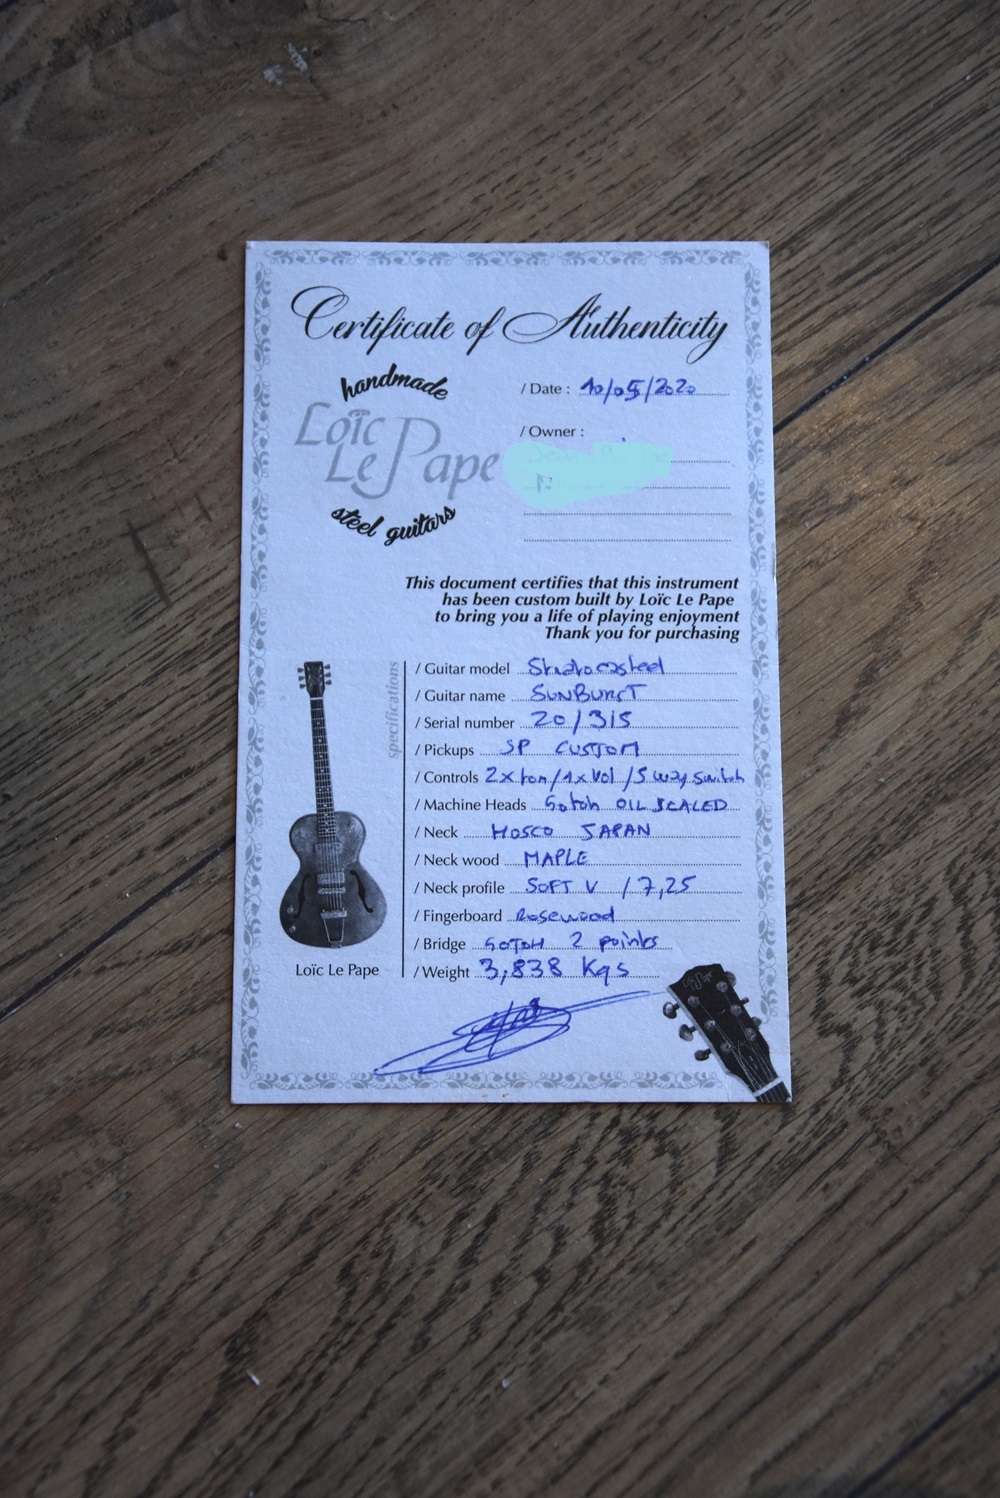 Certificate of Authenticity
handmade
Loïc
Le Pape
steel guitars
/ Date : 10/05/2020
/ Owner :
This document certifies that this instrument
has been custom built by Loïc Le Pape
to bring you a life of playing enjoyment
Thank you for purchasing
specifications
/ Guitar model Stratocasteel
/ Guitar name SUNBURST
/ Serial number 20/315
/ Pickups SP CUSTOM
/ Controls 2x ton/1x Vol /5 way switch
/ Machine Heads Gotoh OIL SEALED
/ Neck HOSCO JAPAN
/ Neck wood MAPLE
/ Neck profile SOFT V / 7,25
/ Fingerboard Rosewood
/ Bridge GOTOH 2 points
/ Weight 3,838 Kgs
Loïc Le Pape